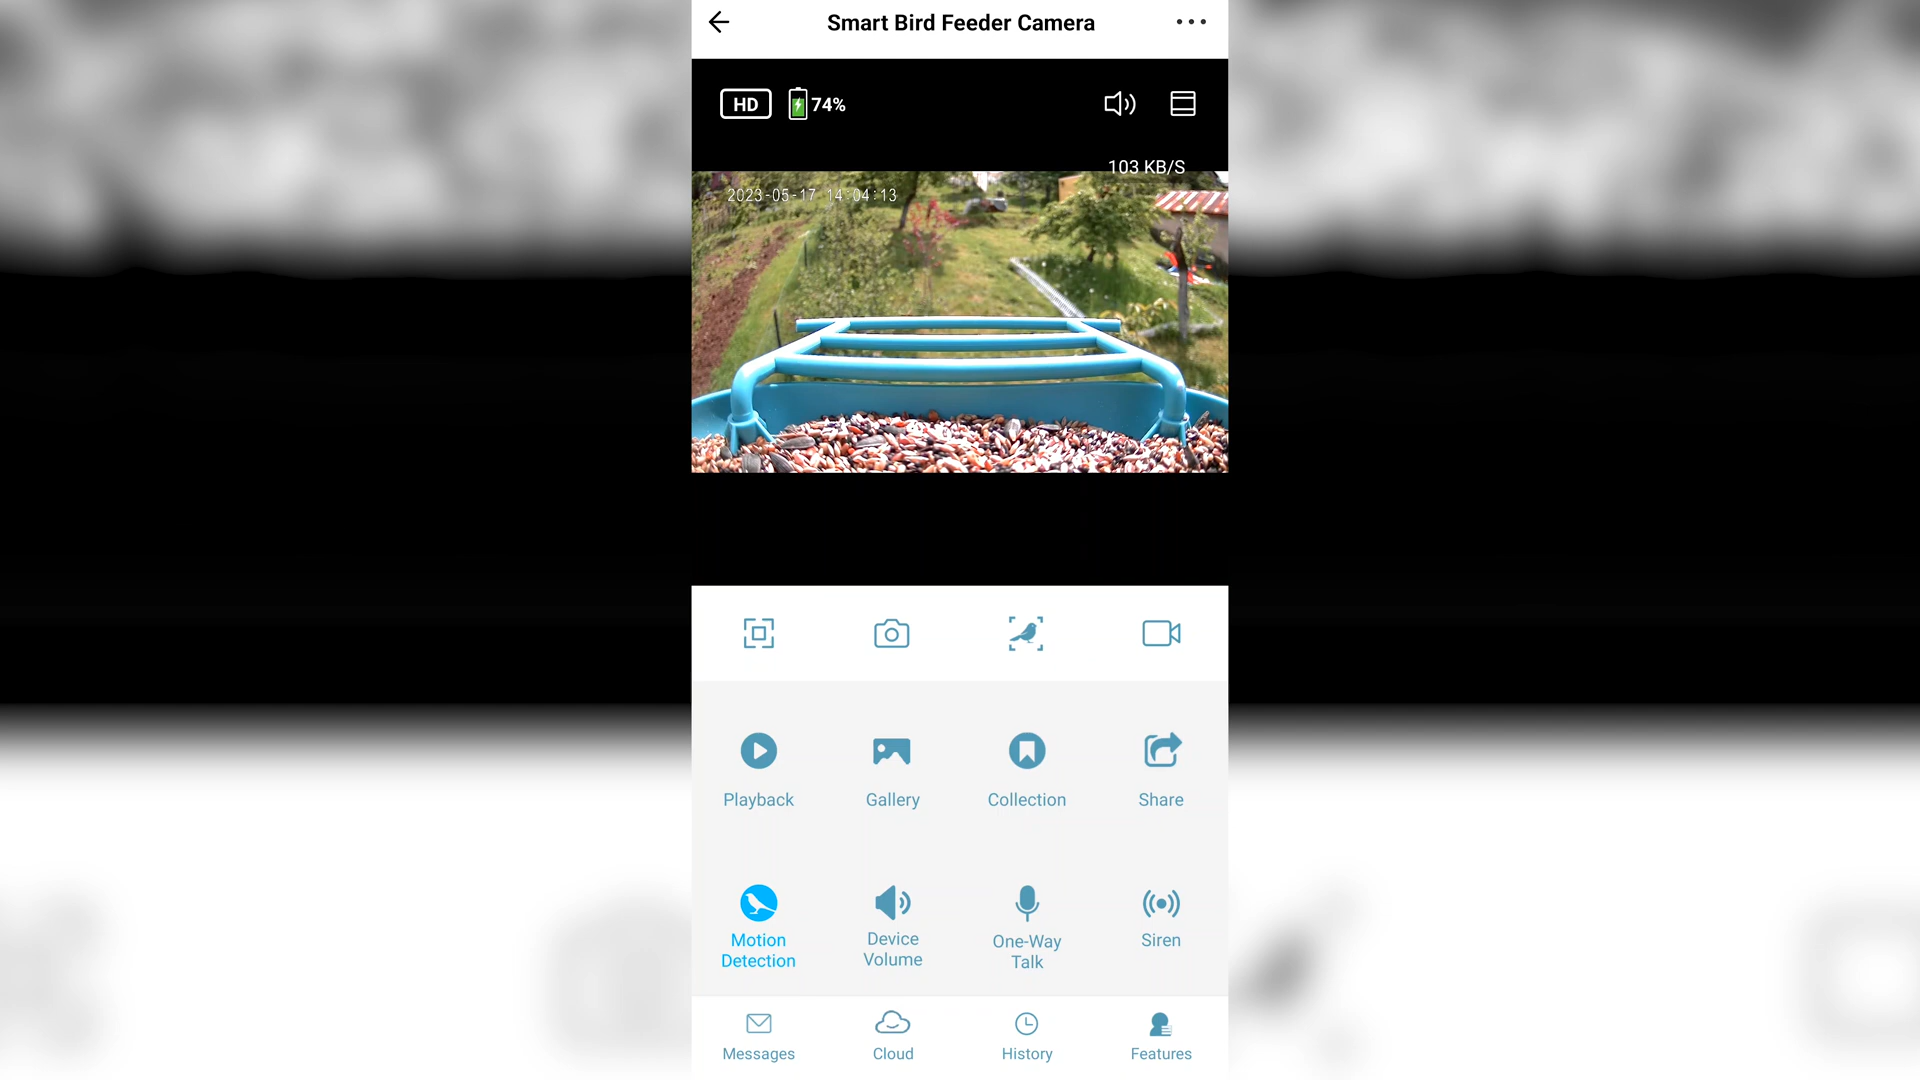 Smart Bird Feeder Camera
HD 74%
103 KB/S
2023-05-17 14:04:13
Playback Gallery Collection Share
Motion Detection
Device Volume
One-Way Talk
Siren
Messages Cloud History Features